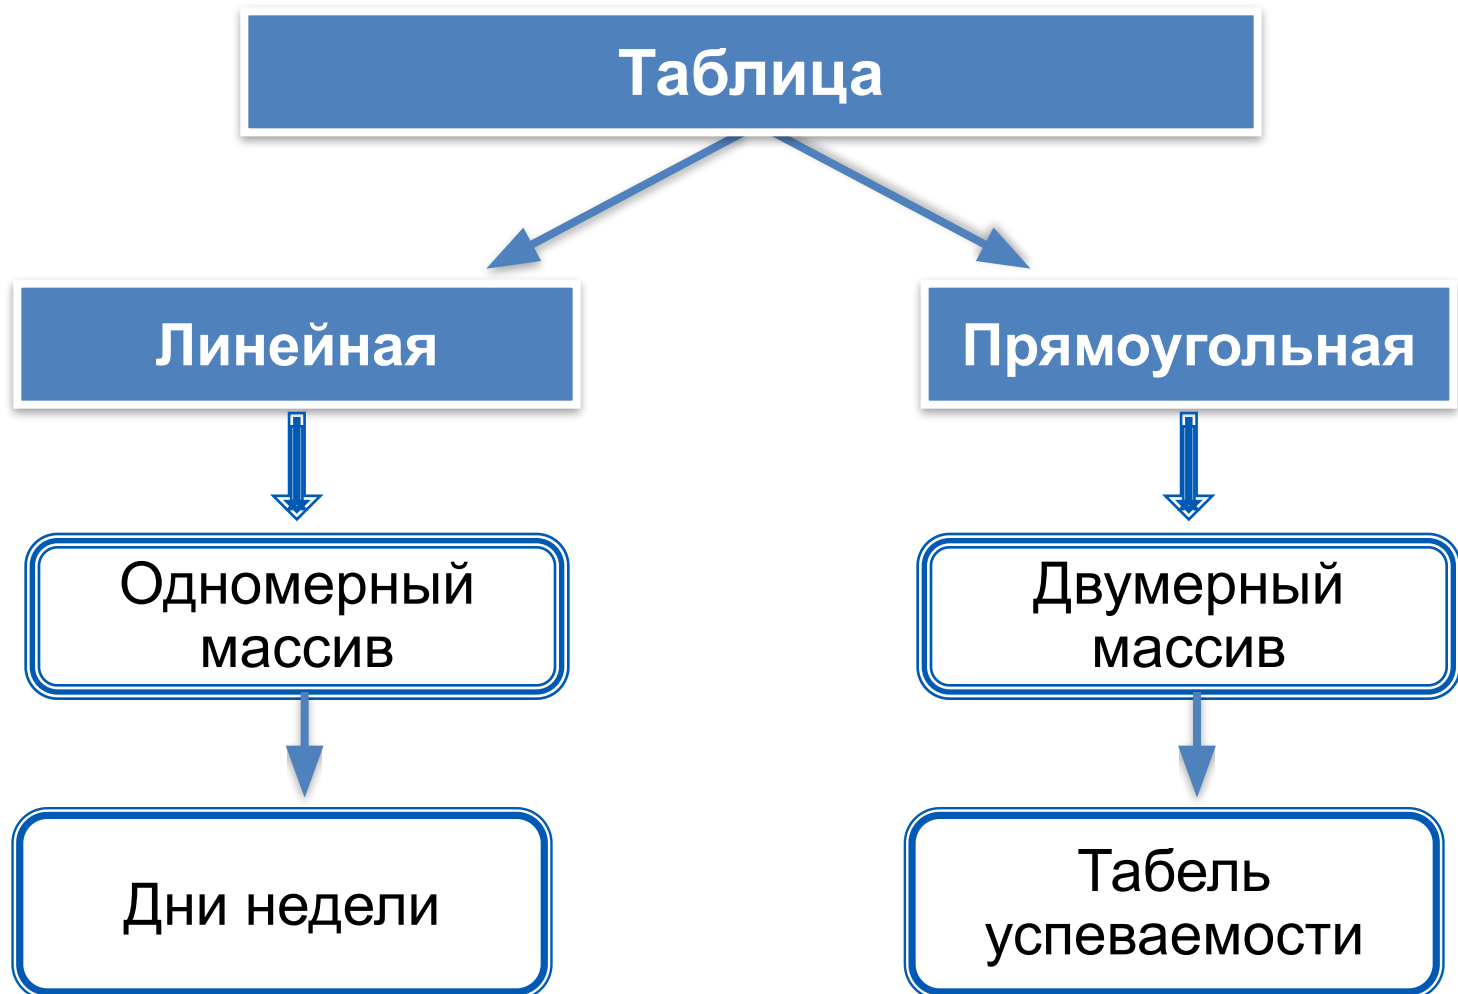 Таблица
Линейная
Прямоугольная
Одномерный
массив
Двумерный
массив
Дни недели
Табель
успеваемости